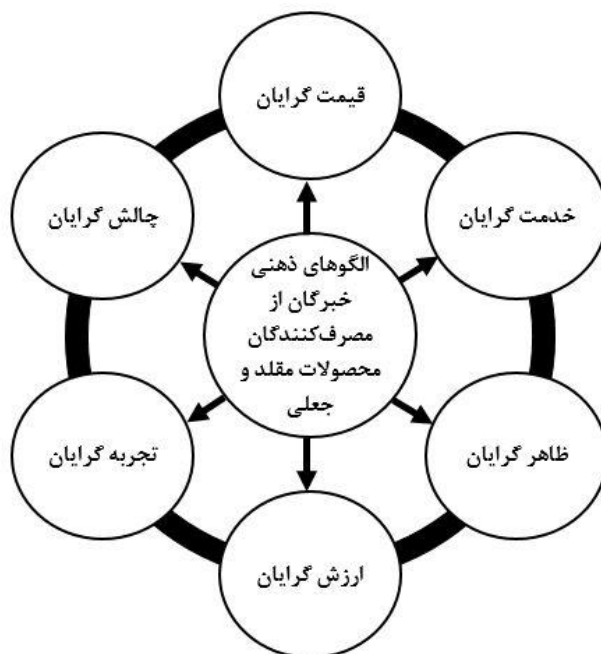 قیمت گرایان
خدمت گرایان
چالش گرایان
الگوهای ذهنی
خبرگان از
مصرف‌کنندگان
محصولات مقلد و
جعلی
ظاهر گرایان
تجربه گرایان
ارزش گرایان